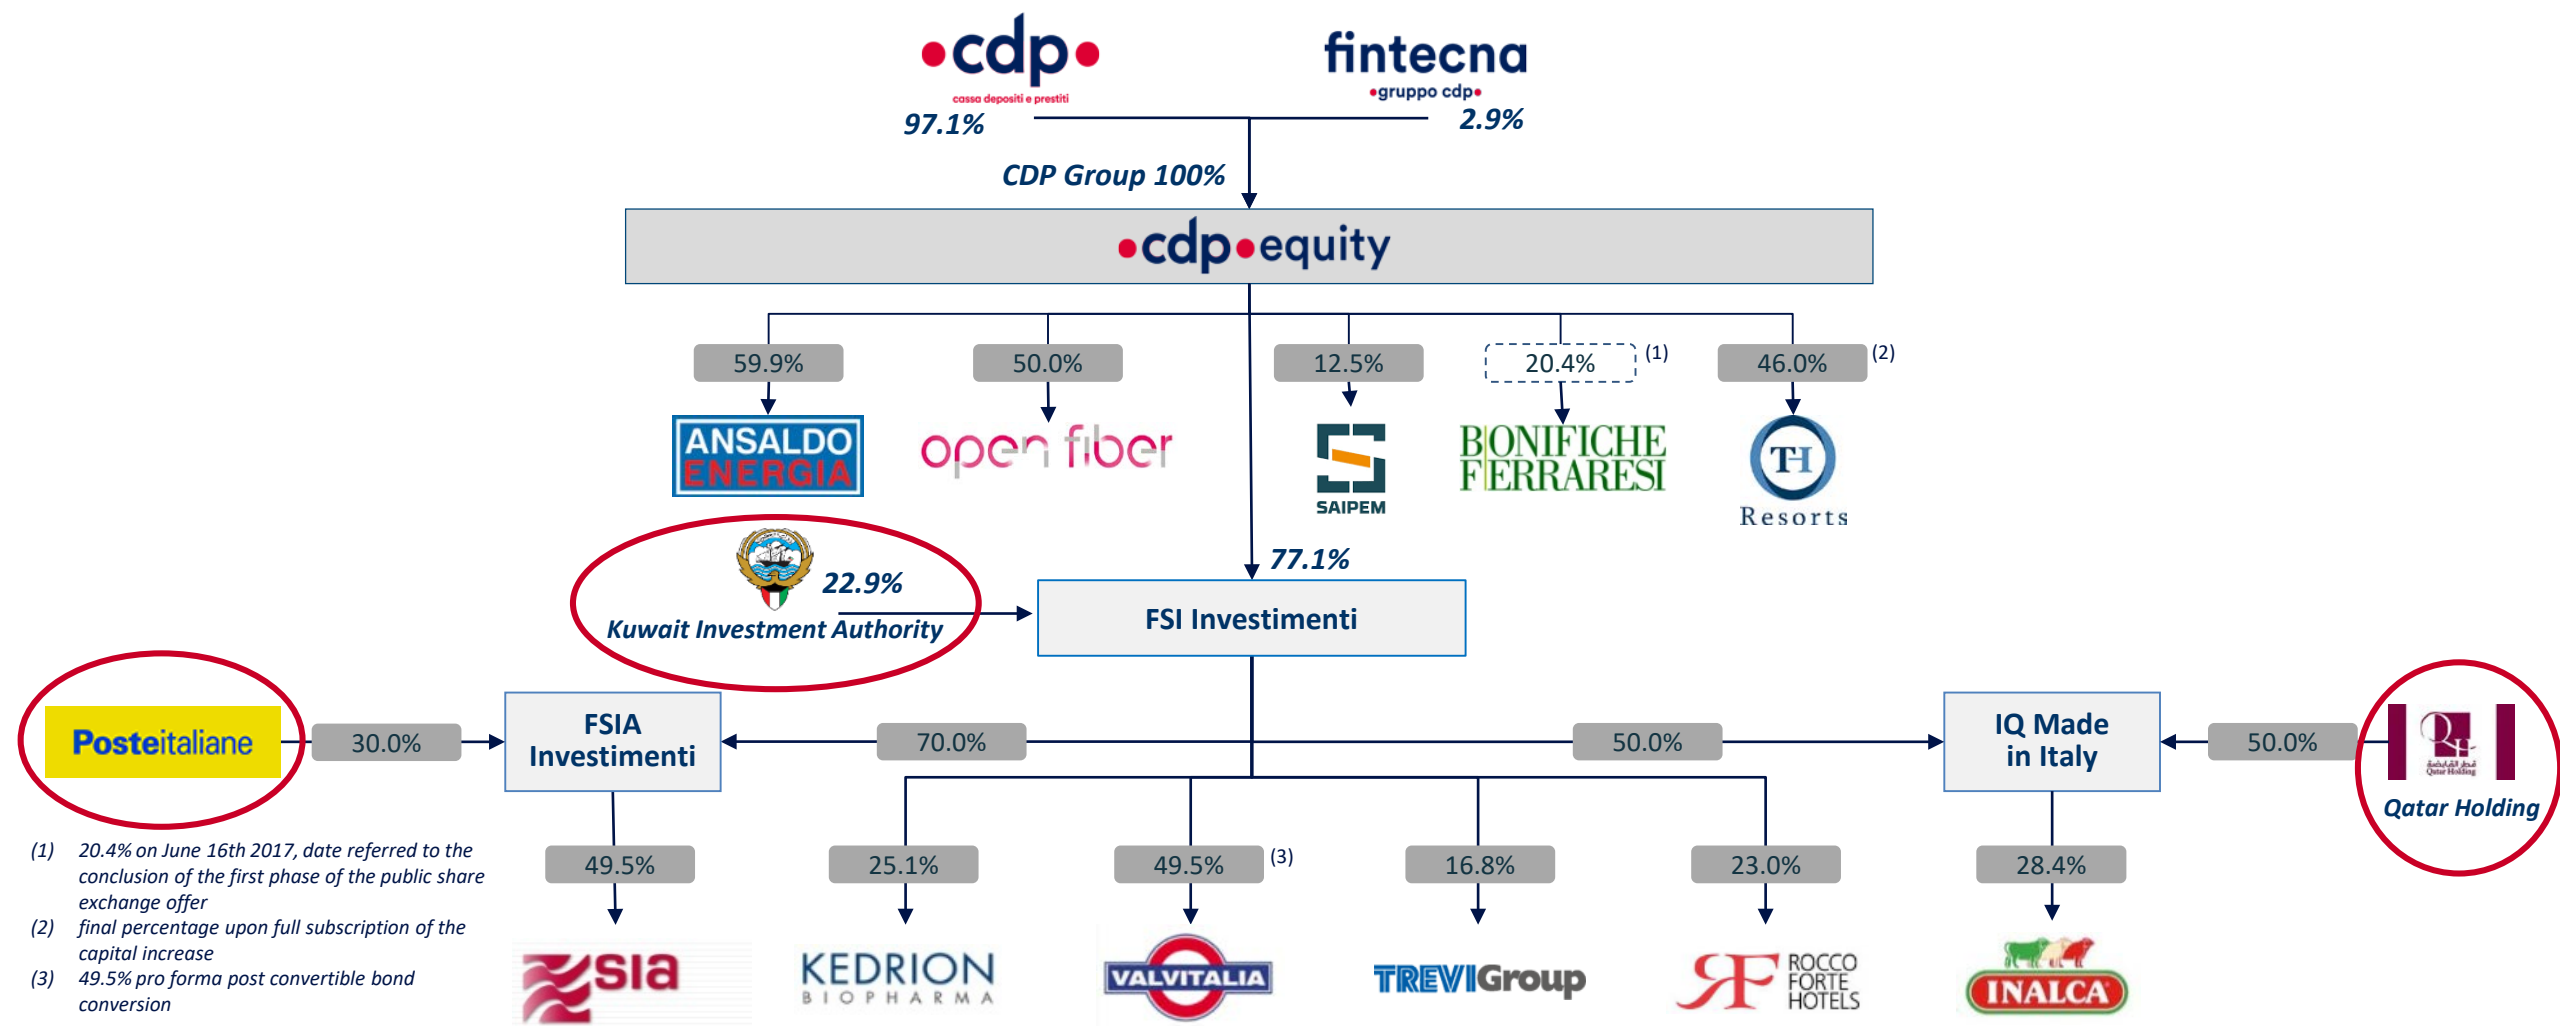 cdp
cassa depositi e prestiti
fintecna
gruppo cdp
97.1%
2.9%
CDP Group 100%
cdp equity
59.9%
50.0%
12.5%
20.4%
(1)
46.0%
(2)
ANSALDO
ENERGIA
open fiber
SAIPEM
BONIFICHE
FERRARESI
TH
Resorts
22.9%
Kuwait Investment Authority
77.1%
FSI Investimenti
Posteitaliane
30.0%
FSIA
Investimenti
70.0%
50.0%
IQ Made
in Italy
50.0%
قطر القابضة
Qatar Holding
Qatar Holding
(1) 20.4% on June 16th 2017, date referred to the
conclusion of the first phase of the public share
exchange offer
(2) final percentage upon full subscription of the
capital increase
(3) 49.5% pro forma post convertible bond
conversion
49.5%
25.1%
49.5%
(3)
16.8%
23.0%
28.4%
sia
KEDRION
BIOPHARMA
VALVITALIA
TREVIGroup
RF
ROCCO
FORTE
HOTELS
INALCA